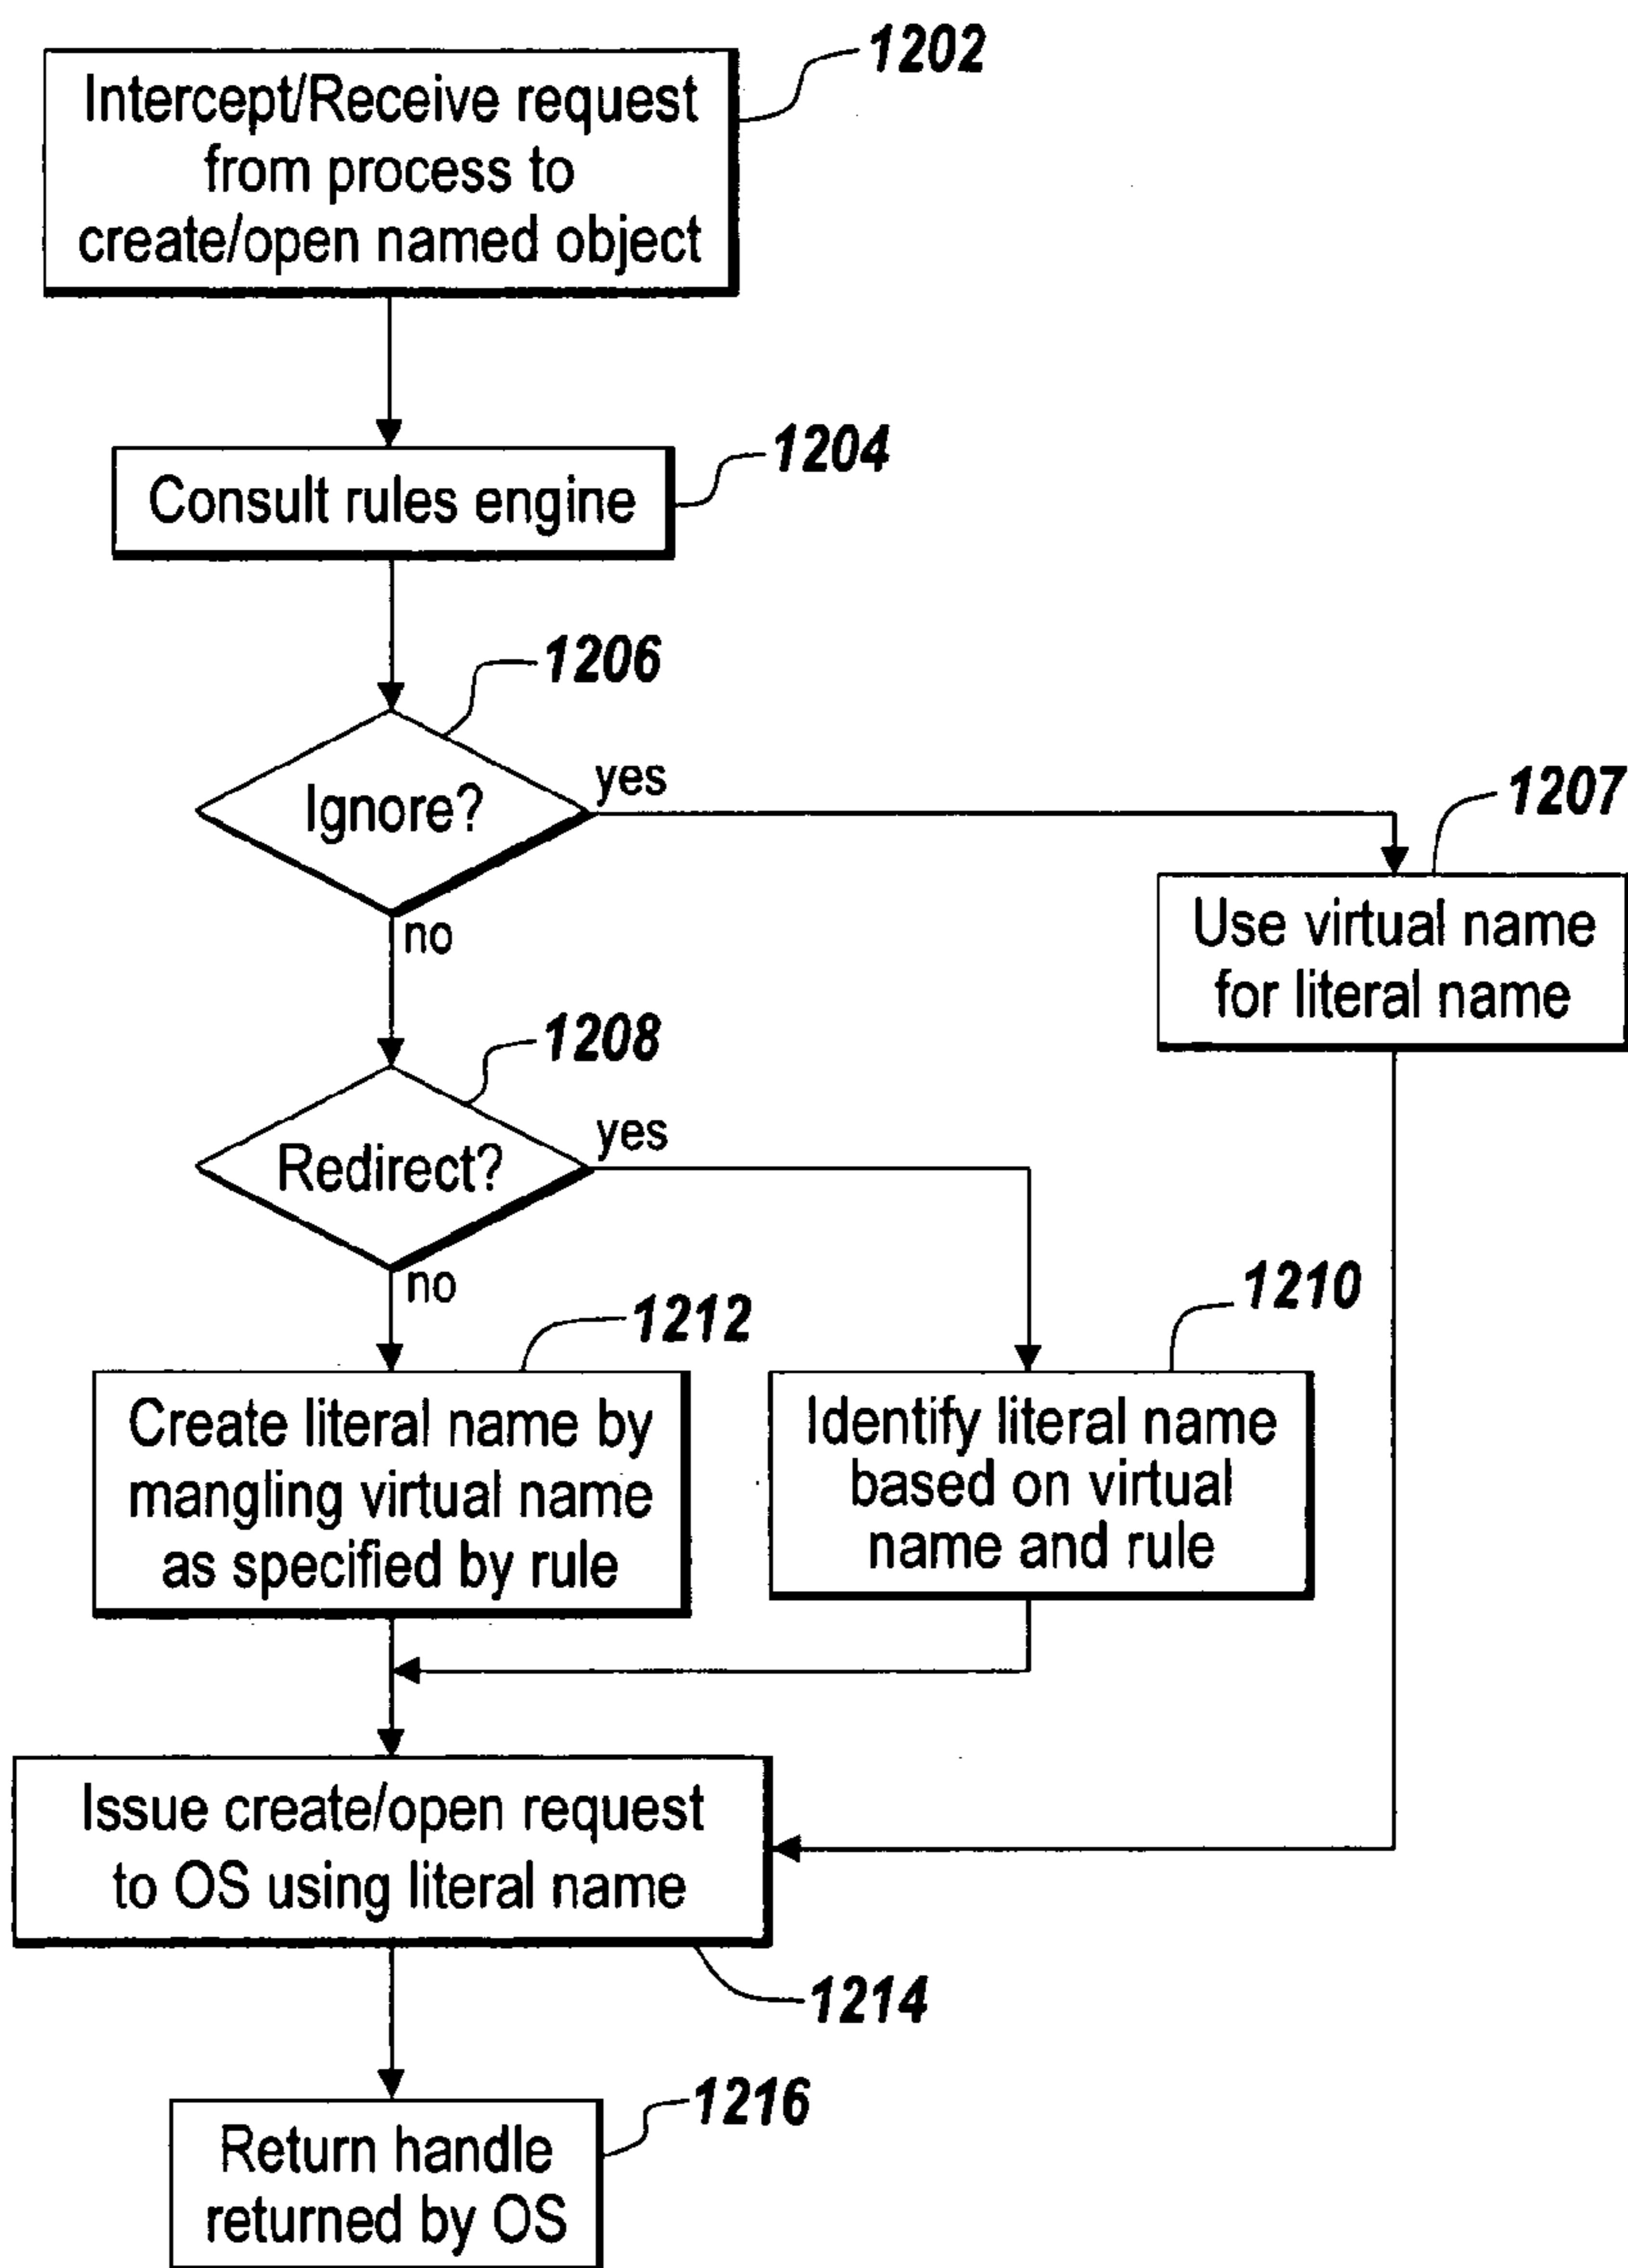 1202
Intercept/Receive request
from process to
create/open named object
1204
Consult rules engine
1206
Ignore?
yes
no
1207
Use virtual name
for literal name
1208
Redirect?
yes
no
1212
Create literal name by
mangling virtual name
as specified by rule
1210
Identify literal name
based on virtual
name and rule
Issue create/open request
to OS using literal name
1214
1216
Return handle
returned by OS